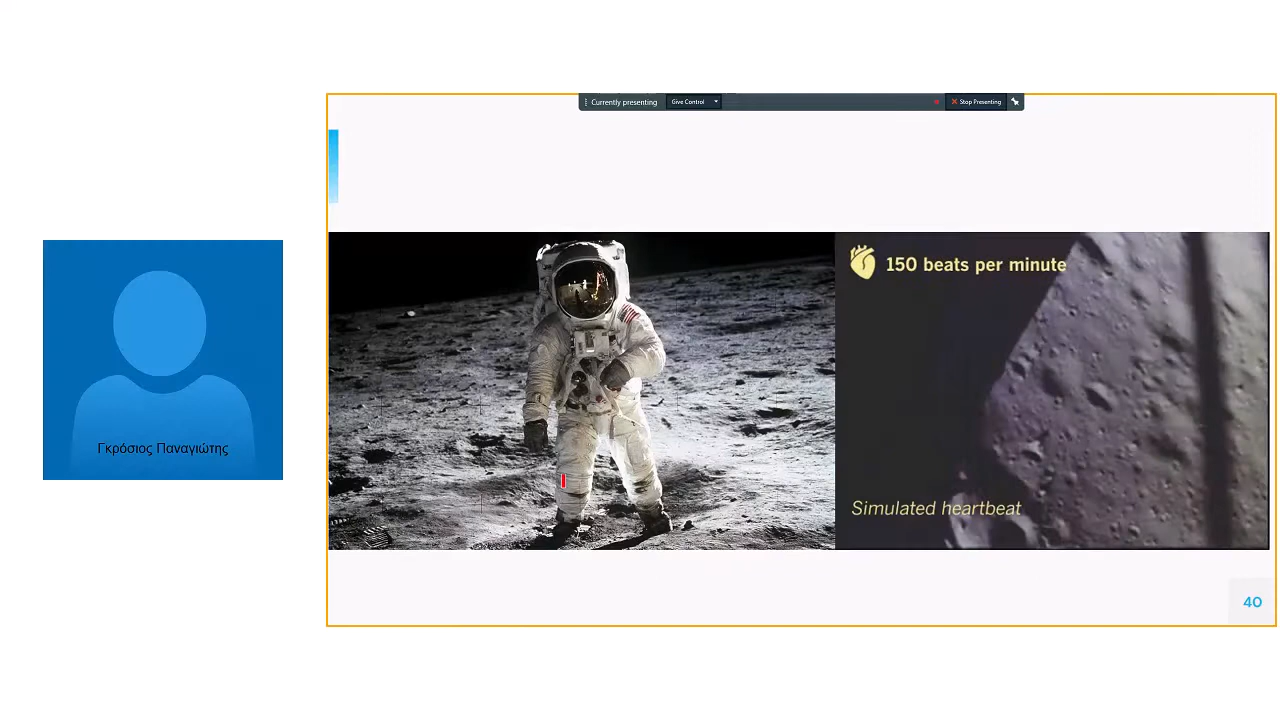 Currently presenting
Give Control
Stop Presenting
150 beats per minute
Γκρόσιος Παναγιώτης
Simulated heartbeat
40